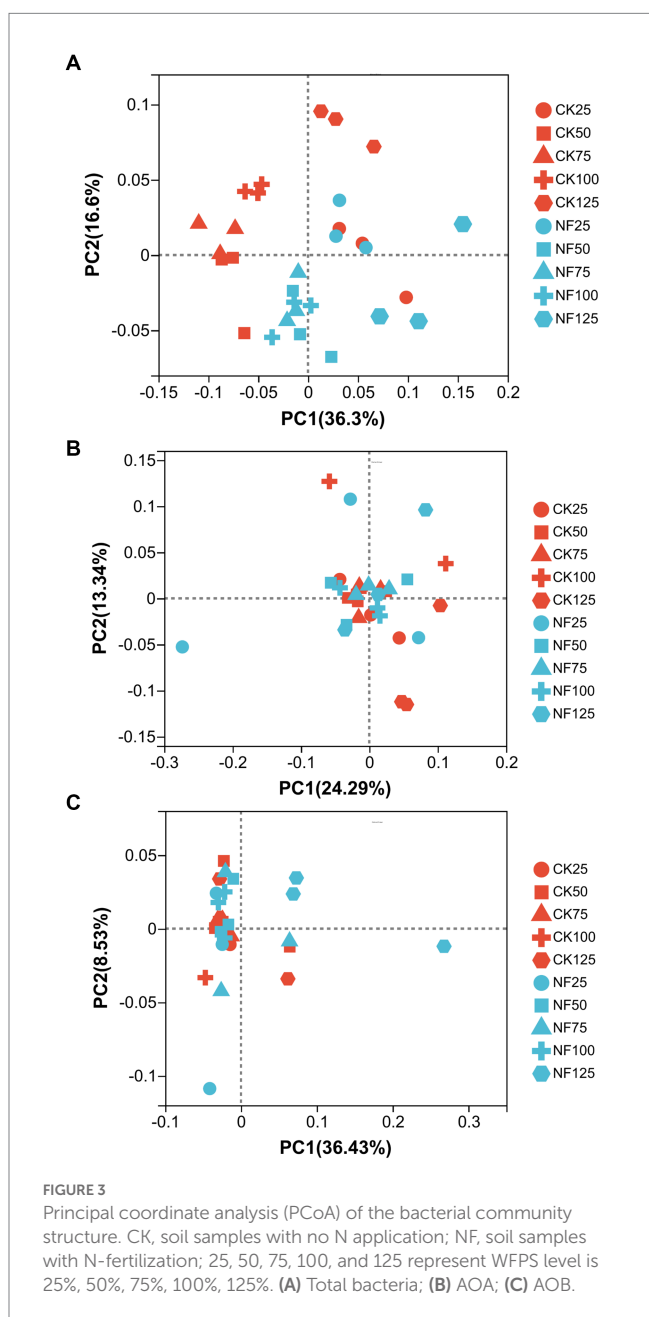 A
0.1
0.05
0
-0.05
PC2(16.6%)
-0.15
-0.1
-0.05
0
0.05
0.1
0.15
0.2
PC1(36.3%)
CK25
CK50
CK75
CK100
CK125
NF25
NF50
NF75
NF100
NF125
B
0.15
0.1
0.05
0
-0.05
-0.1
-0.15
PC2(13.34%)
-0.3
-0.2
-0.1
0
0.1
0.2
PC1(24.29%)
CK25
CK50
CK75
CK100
CK125
NF25
NF50
NF75
NF100
NF125
C
0.05
0
-0.05
-0.1
PC2(8.53%)
-0.1
0
0.1
0.2
0.3
PC1(36.43%)
CK25
CK50
CK75
CK100
CK125
NF25
NF50
NF75
NF100
NF125
FIGURE 3
Principal coordinate analysis (PCoA) of the bacterial community
structure. CK, soil samples with no N application; NF, soil samples
with N-fertilization; 25, 50, 75, 100, and 125 represent WFPS level is
25%, 50%, 75%, 100%, 125%. (A) Total bacteria; (B) AOA; (C) AOB.